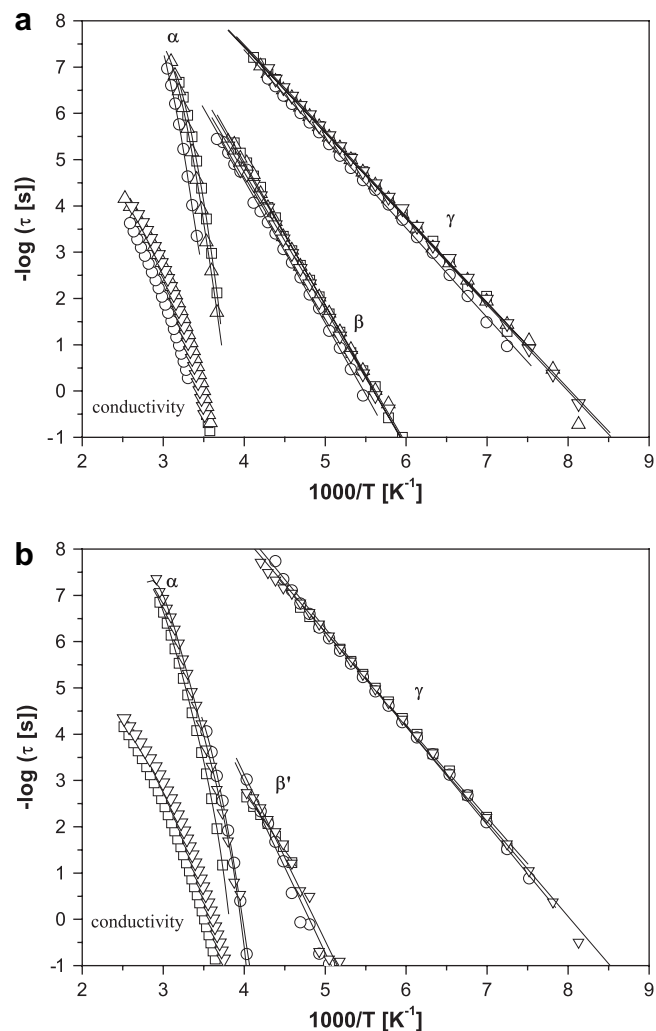 a
α
γ
β
conductivity
-log (τ [s])
8
7
6
5
4
3
2
1
0
-1
2 3 4 5 6 7 8 9
1000/T [K⁻¹]
b
α
γ
β'
conductivity
-log (τ [s])
8
7
6
5
4
3
2
1
0
-1
2 3 4 5 6 7 8 9
1000/T [K⁻¹]